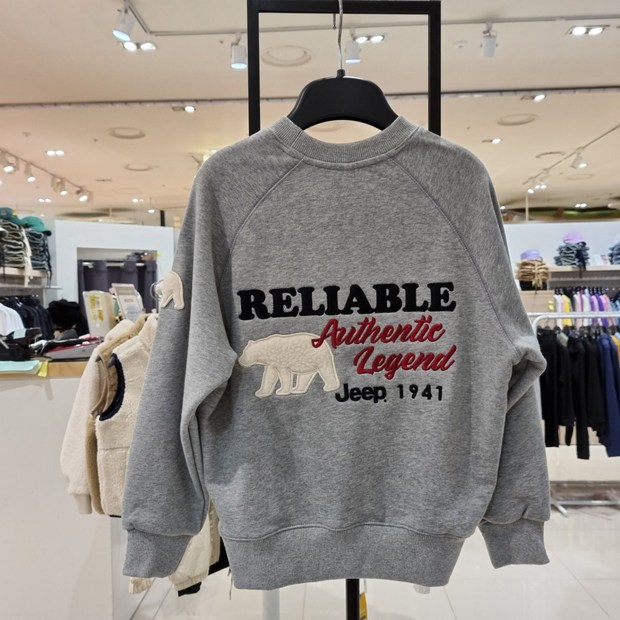 RELIABLE
Authentic
Legend
Jeep. 1941